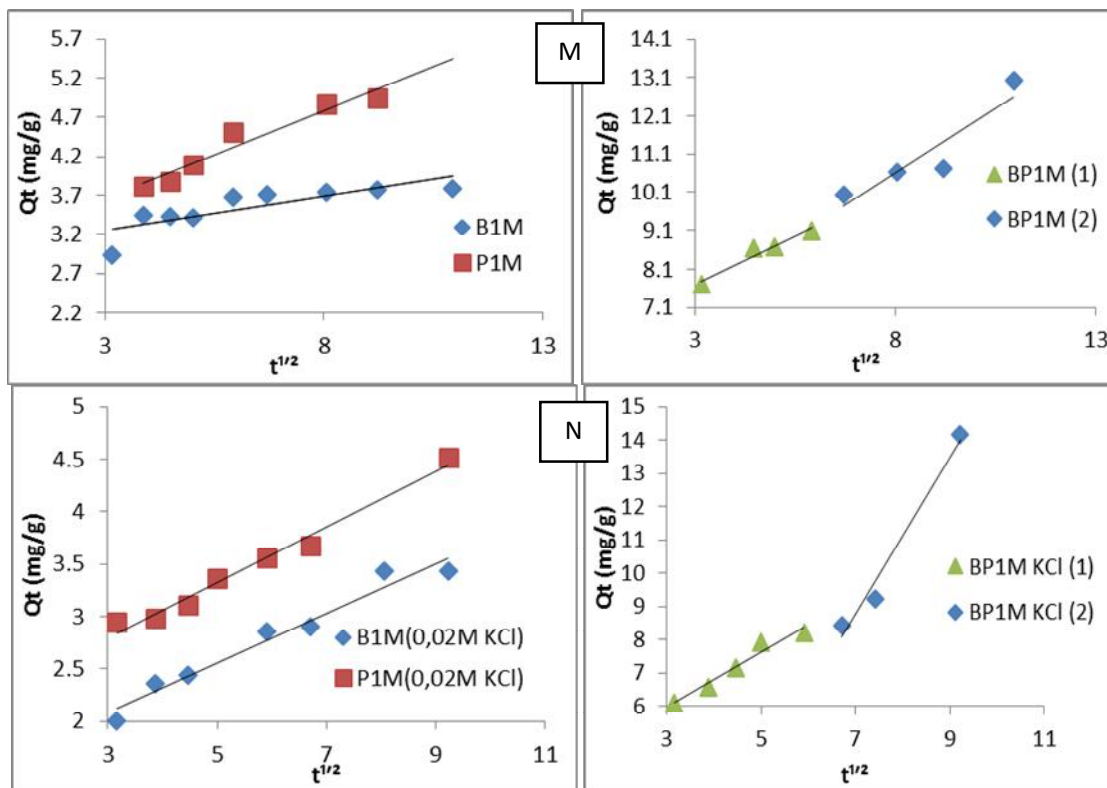 M
5.7
5.2
4.7
4.2
3.7
3.2
2.7
2.2
Qt (mg/g)
3 8 13
t¹′²
B1M
P1M
14.1
13.1
12.1
11.1
10.1
9.1
8.1
7.1
Qt (mg/g)
3 8 13
t¹′²
BP1M (1)
BP1M (2)
N
5
4.5
4
3.5
3
2.5
2
Qt (mg/g)
3 5 7 9 11
t¹′²
B1M(0,02M KCl)
P1M(0,02M KCl)
15
14
13
12
11
10
9
8
7
6
Qt (mg/g)
3 5 7 9 11
t¹′²
BP1M KCl (1)
BP1M KCl (2)